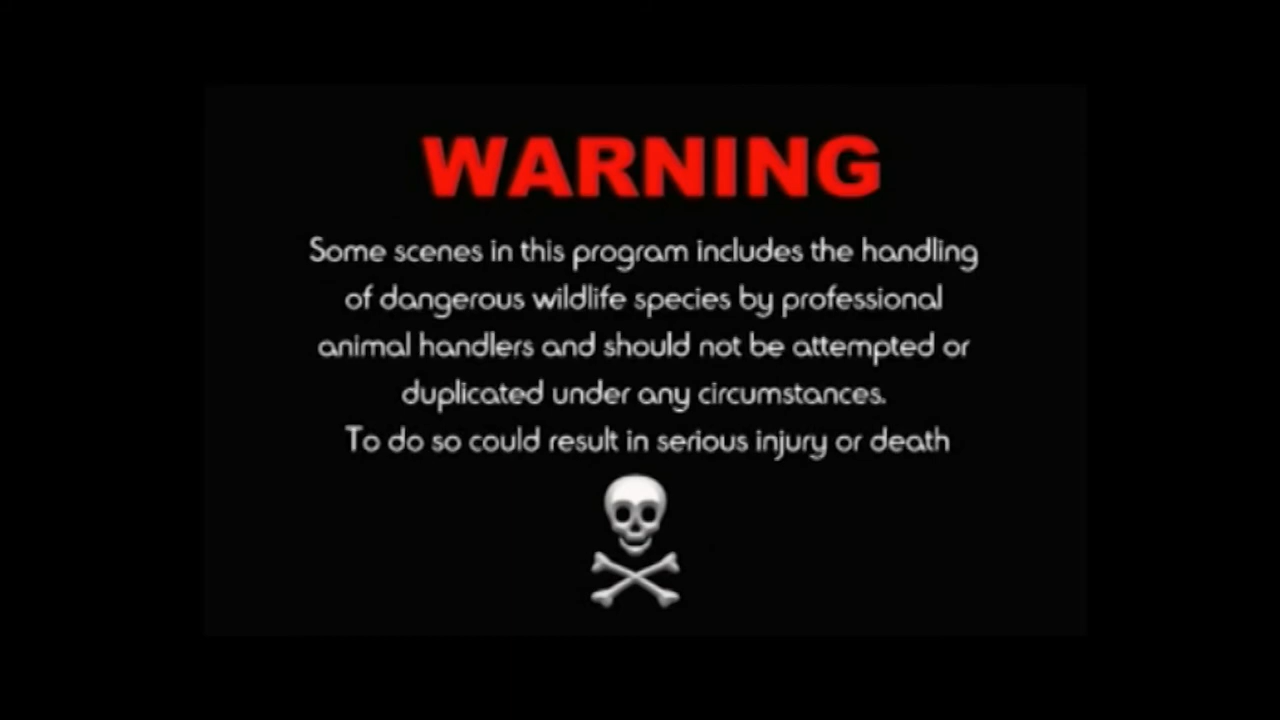 WARNING
Some scenes in this program includes the handling
of dangerous wildlife species by professional
animal handlers and should not be attempted or
duplicated under any circumstances.
To do so could result in serious injury or death